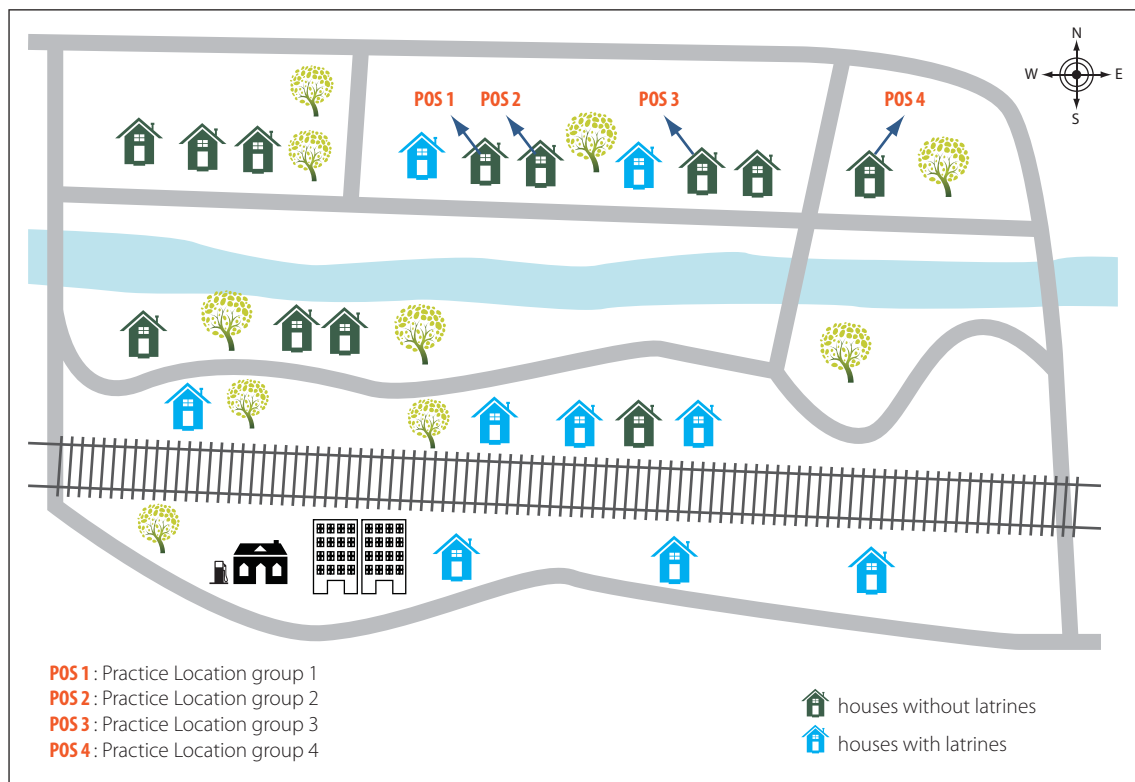 N
W E
S
POS 1 POS 2 POS 3 POS 4
POS 1 : Practice Location group 1
POS 2 : Practice Location group 2
POS 3 : Practice Location group 3
POS 4 : Practice Location group 4
houses without latrines
houses with latrines